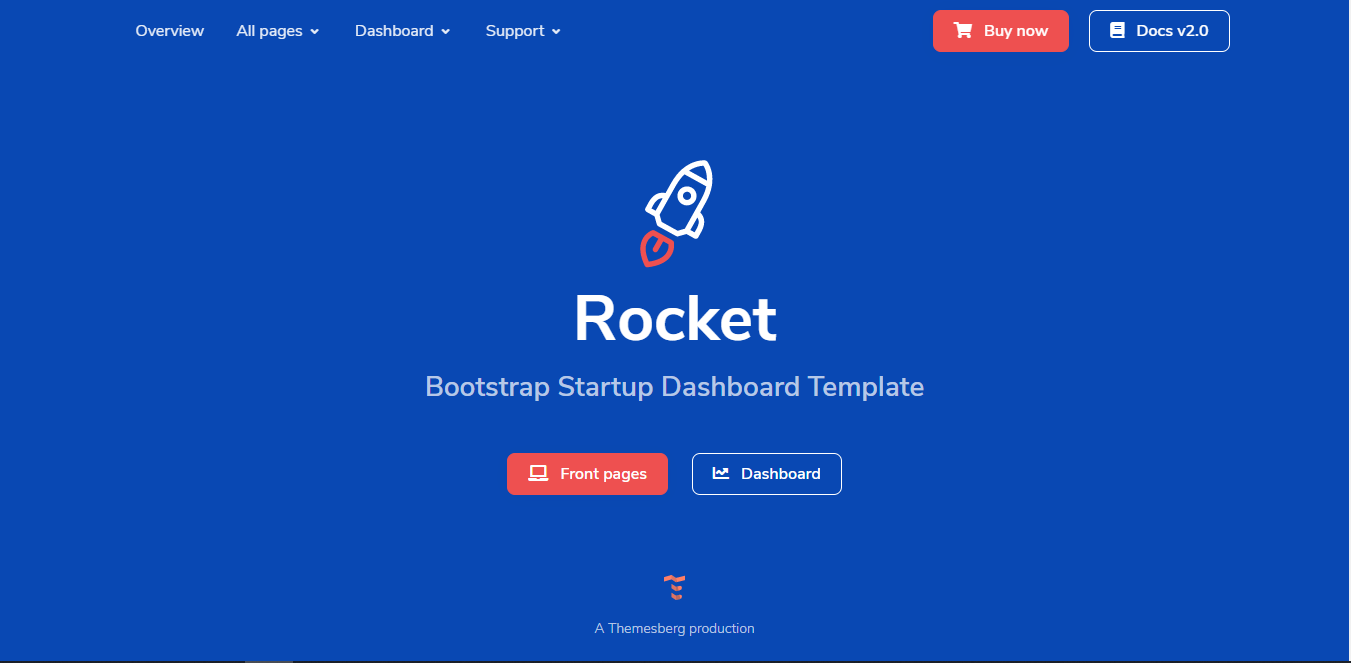 Overview All pages Dashboard Support Buy now Docs v2.0
Rocket
Bootstrap Startup Dashboard Template
Front pages Dashboard
A Themesberg production